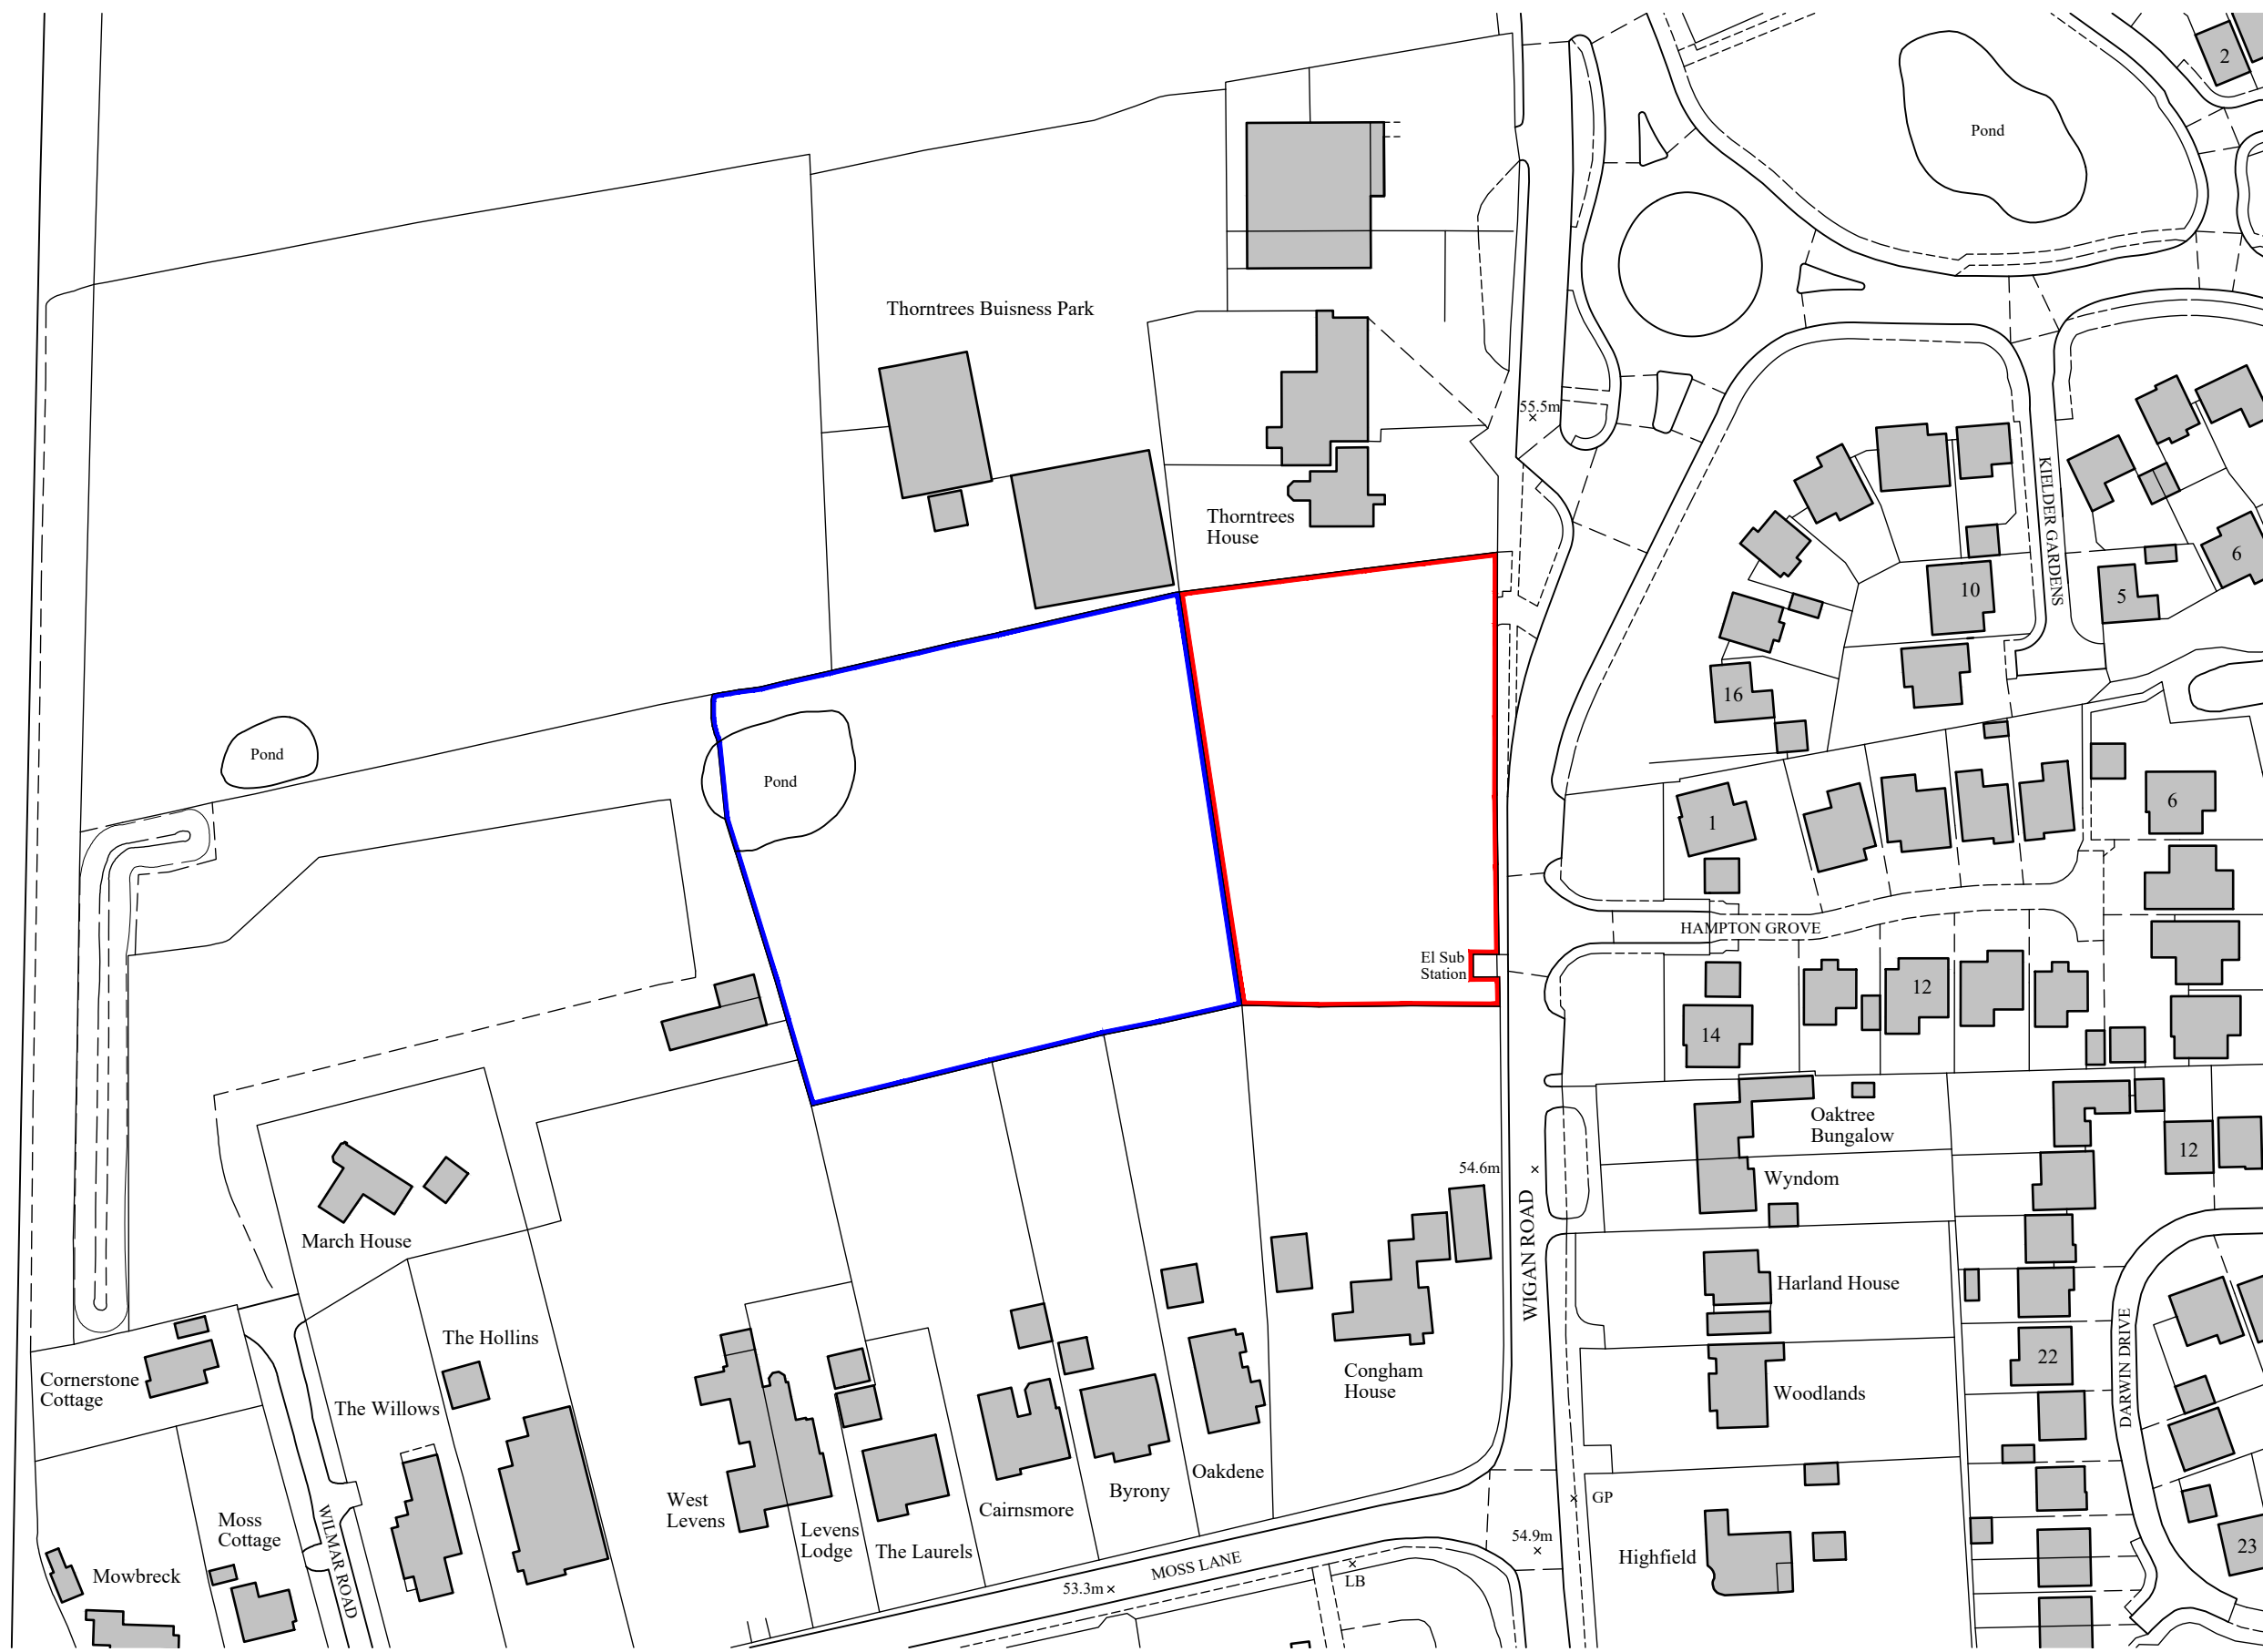 2
Pond
Thorntrees Buisness Park
55.5m
KIELDER GARDENS
Thorntrees
House
10
5
6
16
Pond
Pond
1
6
HAMPTON GROVE
El Sub
Station
12
14
Oaktree
Bungalow
12
54.6m
Wyndom
WIGAN ROAD
March House
Harland House
The Hollins
Cornerstone
Cottage
The Willows
Congham
House
22
Woodlands
DARWIN DRIVE
Oakdene
Byrony
Cairnsmore
West
Levens
GP
Moss
Cottage
WILMAR ROAD
Levens
Lodge
The Laurels
54.9m
Highfield
23
Mowbreck
MOSS LANE
53.3m
LB